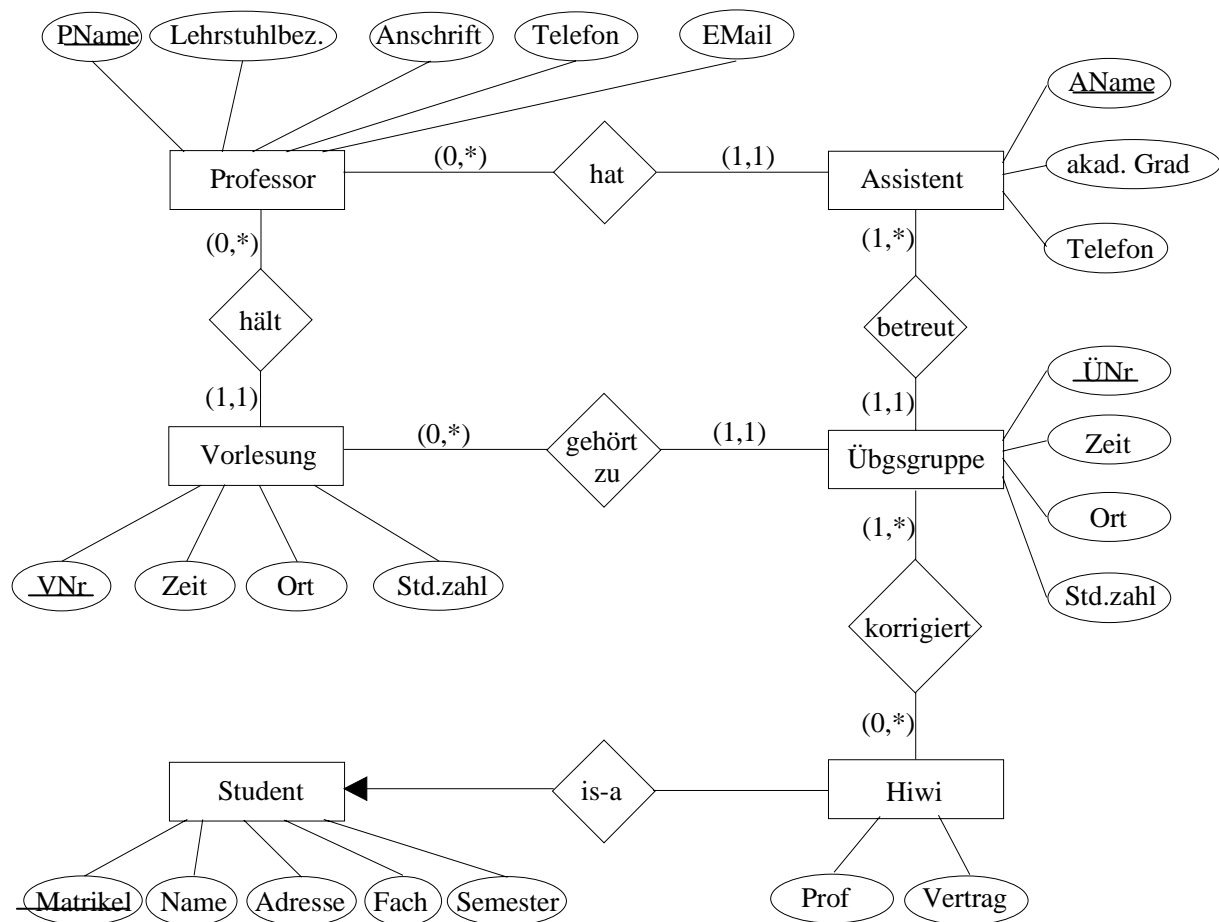 PName Lehrstuhlbez. Anschrift Telefon EMail
AName
(0,*) (1,1)
Professor hat Assistent akad. Grad
(0,*) (1,*) Telefon
hält betreut
ÜNr
(1,1) (1,1)
(0,*) gehört (1,1) Zeit
Vorlesung zu Übgsgruppe
(1,*) Ort
VNr Zeit Ort Std.zahl Std.zahl
korrigiert
(0,*)
Student is-a Hiwi
Matrikel Name Adresse Fach Semester Prof Vertrag